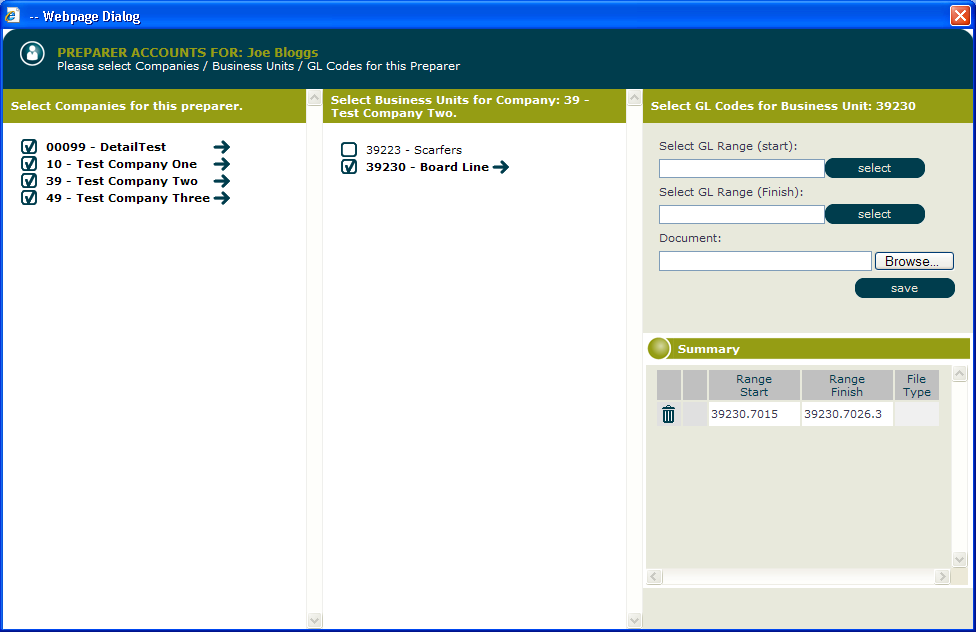 -- Webpage Dialog
PREPARER ACCOUNTS FOR: Joe Bloggs
Please select Companies / Business Units / GL Codes for this Preparer
Select Companies for this preparer.
00099 - DetailTest
10 - Test Company One
39 - Test Company Two
49 - Test Company Three
Select Business Units for Company: 39 -
Test Company Two.
39223 - Scarfers
39230 - Board Line
Select GL Codes for Business Unit: 39230
Select GL Range (start):
select
Select GL Range (Finish):
select
Document:
Browse...
save
Summary
Range Start
Range Finish
File Type
39230.7015
39230.7026.3